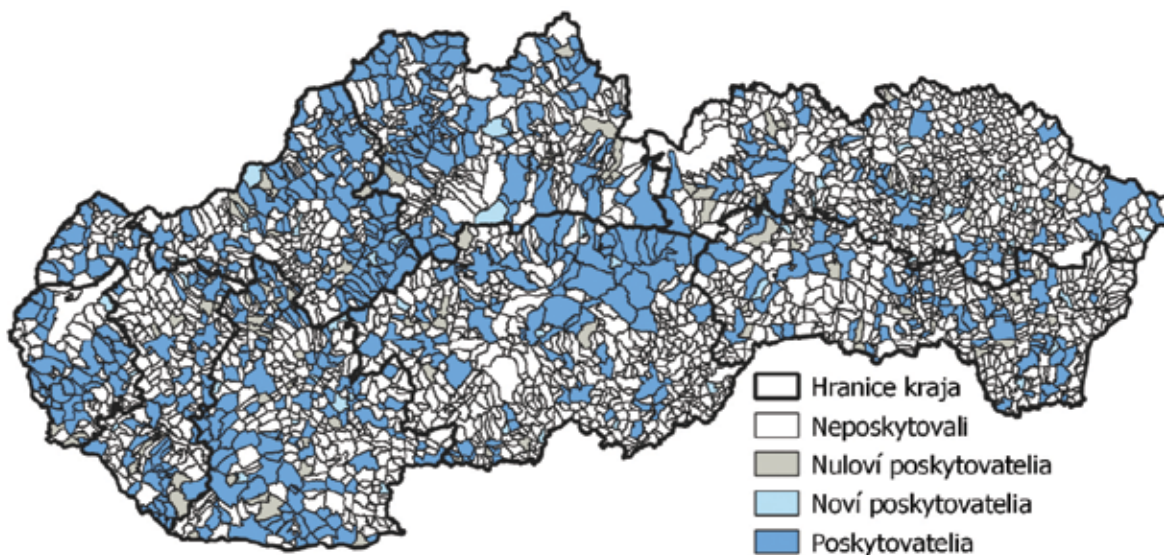 Hranice kraja
Neposkytovali
Nuloví poskytovatelia
Noví poskytovatelia
Poskytovatelia